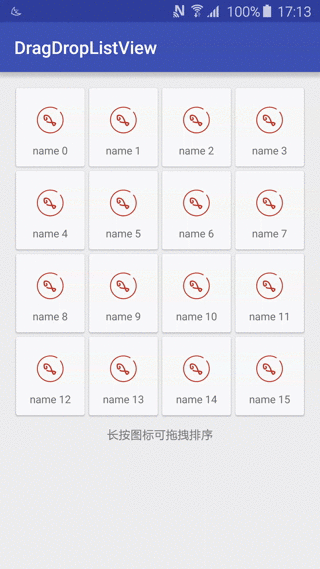 100% 17:13
DragDropListView
name 0 name 1 name 2 name 3
name 4 name 5 name 6 name 7
name 8 name 9 name 10 name 11
name 12 name 13 name 14 name 15
长按图标可拖拽排序